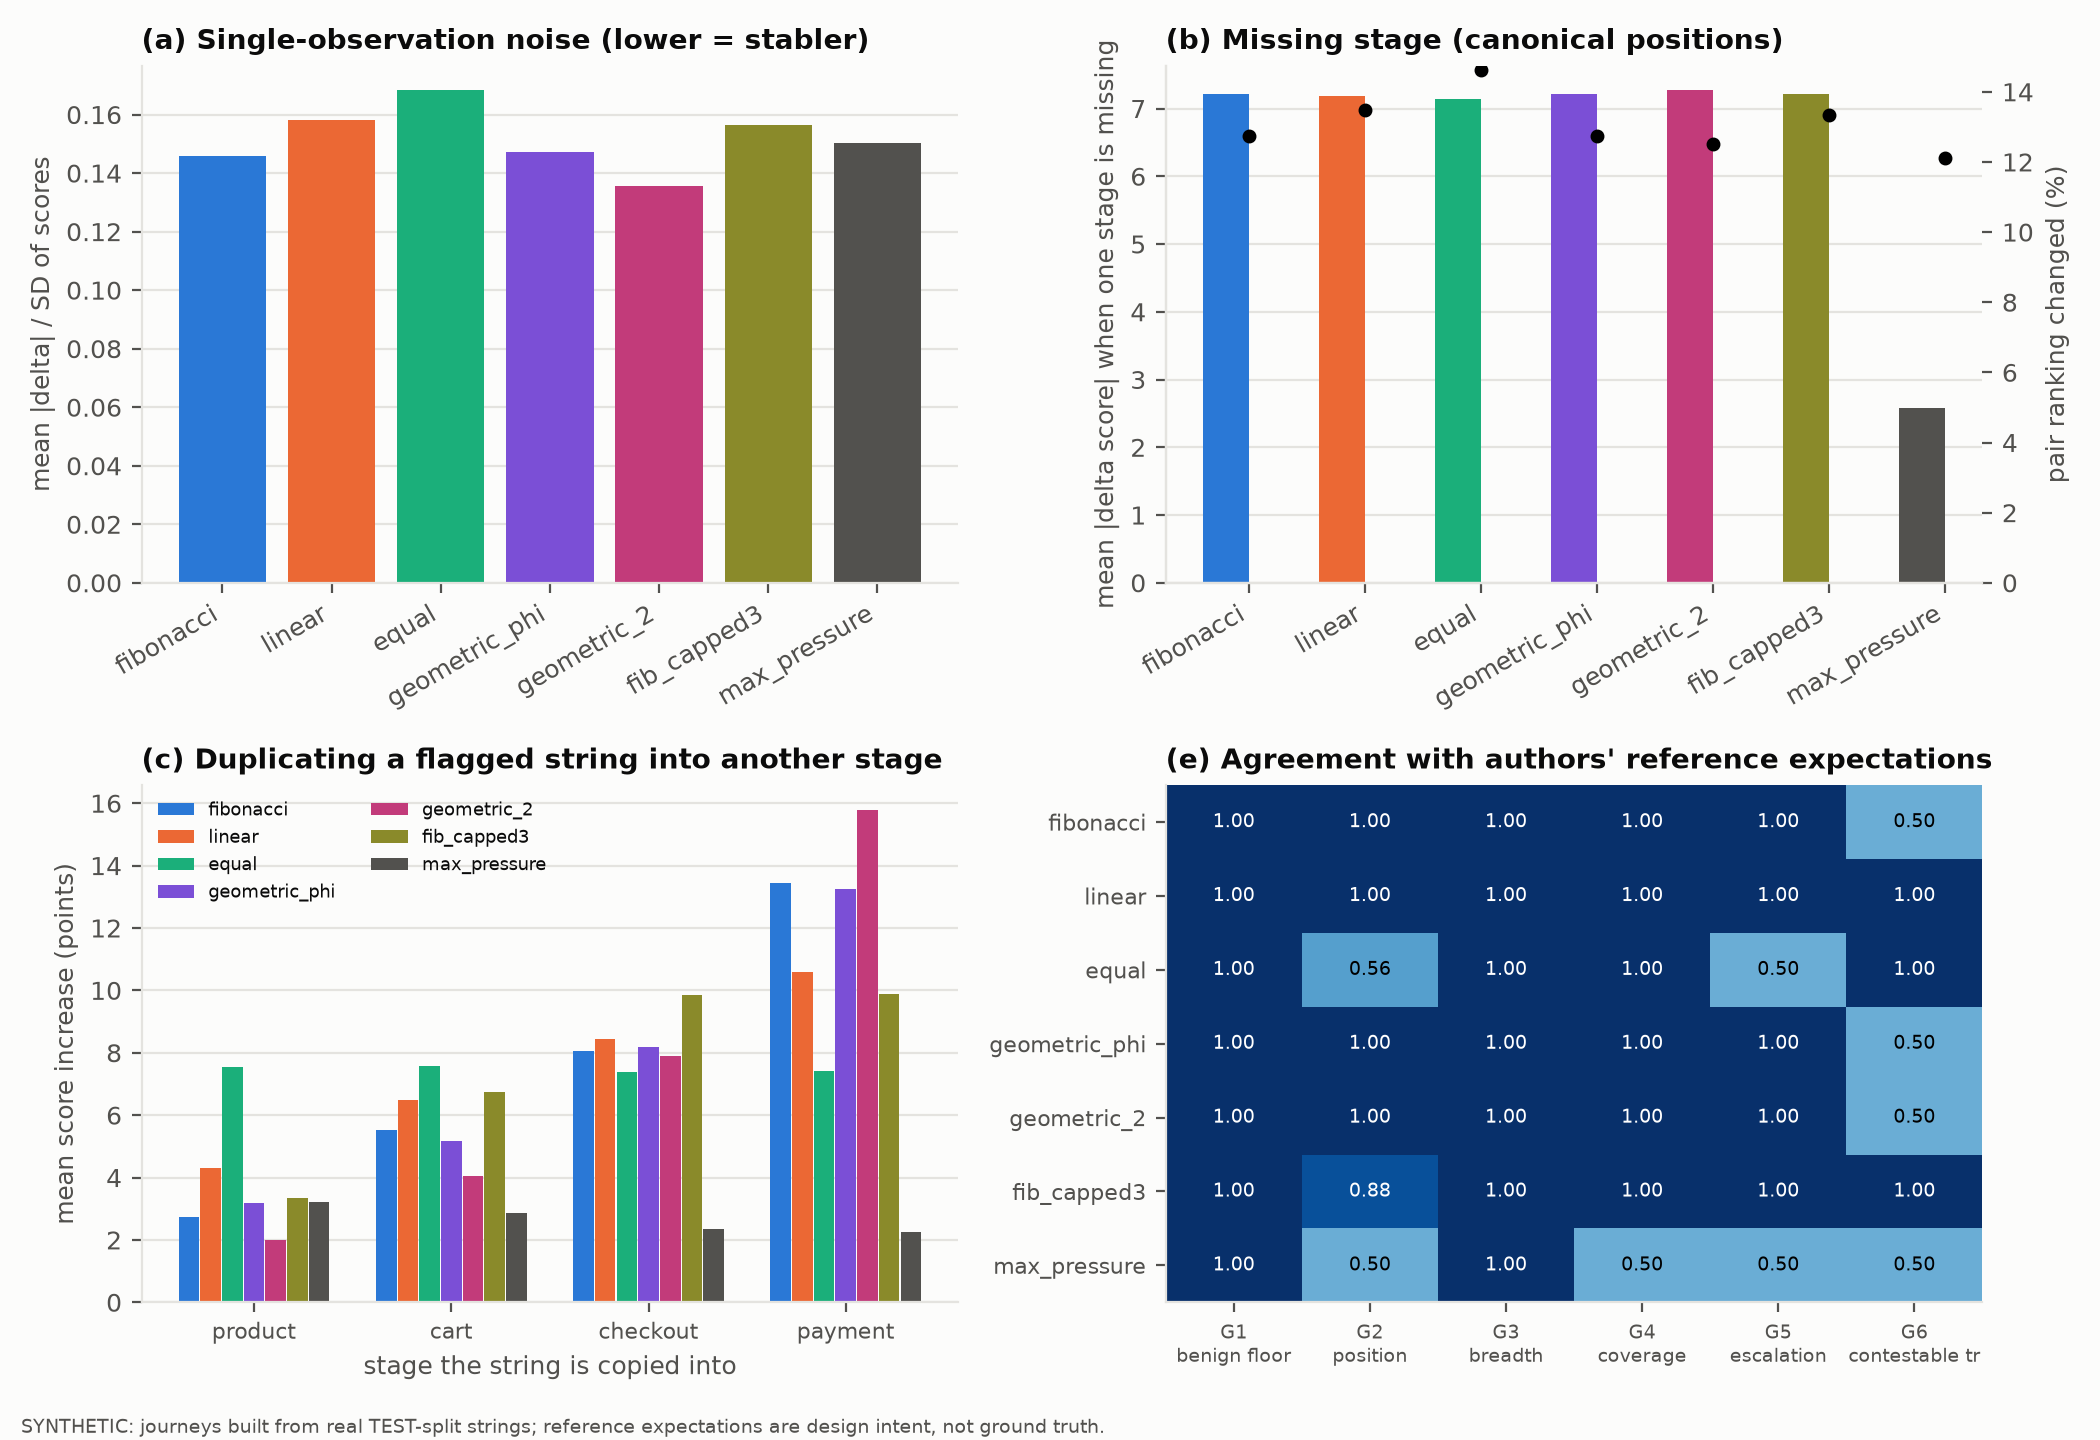 (a) Single-observation noise (lower = stabler)
mean |delta| / SD of scores
0.16
0.14
0.12
0.10
0.08
0.06
0.04
0.02
0.00
fibonacci
linear
equal
geometric_phi
geometric_2
fib_capped3
max_pressure
(b) Missing stage (canonical positions)
mean |delta score| when one stage is missing
7
6
5
4
3
2
1
0
14
12
10
8
6
4
2
0
pair ranking changed (%)
fibonacci
linear
equal
geometric_phi
geometric_2
fib_capped3
max_pressure
(c) Duplicating a flagged string into another stage
mean score increase (points)
16
14
12
10
8
6
4
2
0
fibonacci
linear
equal
geometric_phi
geometric_2
fib_capped3
max_pressure
product
cart
checkout
payment
stage the string is copied into
(e) Agreement with authors' reference expectations
fibonacci 1.00 1.00 1.00 1.00 1.00 0.50
linear 1.00 1.00 1.00 1.00 1.00 1.00
equal 1.00 0.56 1.00 1.00 0.50 1.00
geometric_phi 1.00 1.00 1.00 1.00 1.00 0.50
geometric_2 1.00 1.00 1.00 1.00 1.00 0.50
fib_capped3 1.00 0.88 1.00 1.00 1.00 1.00
max_pressure 1.00 0.50 1.00 0.50 0.50 0.50
G1 G2 G3 G4 G5 G6
benign floor position breadth coverage escalation contestable tr
SYNTHETIC: journeys built from real TEST-split strings; reference expectations are design intent, not ground truth.